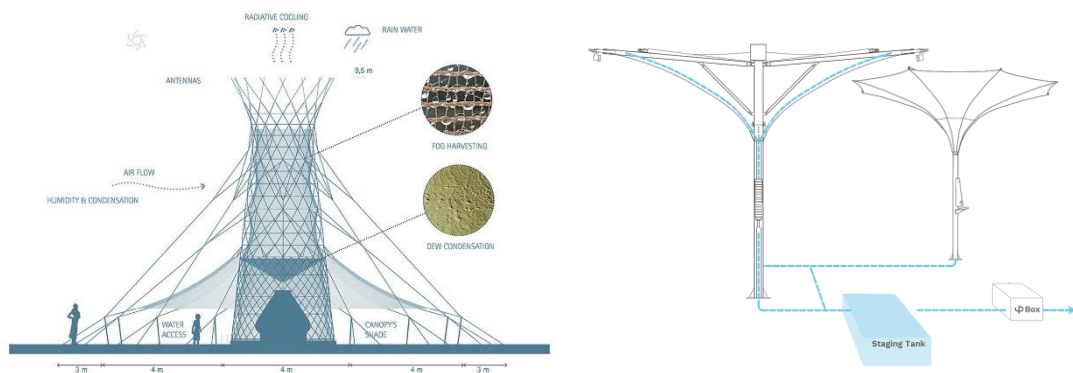 RADIATIVE COOLING
RAIN WATER
ANTENNAS
9,5 m
FOG HARVESTING
AIR FLOW
HUMIDITY & CONDENSATION
DEW CONDENSATION
WATER
ACCESS
CANOPY'S
SHADE
3 m
4 m
4 m
4 m
3 m
Box
Staging Tank